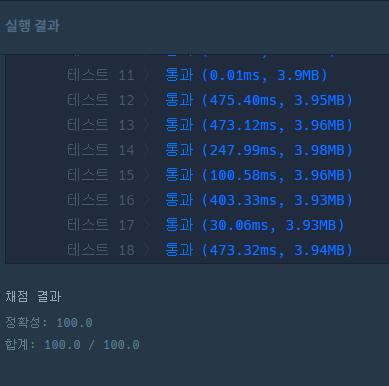 실행 결과
테스트 11 〉 통과 (0.01ms, 3.9MB)
테스트 12 〉 통과 (475.40ms, 3.95MB)
테스트 13 〉 통과 (473.12ms, 3.96MB)
테스트 14 〉 통과 (247.99ms, 3.98MB)
테스트 15 〉 통과 (100.58ms, 3.96MB)
테스트 16 〉 통과 (403.33ms, 3.93MB)
테스트 17 〉 통과 (30.06ms, 3.93MB)
테스트 18 〉 통과 (473.32ms, 3.94MB)
채점 결과
정확성: 100.0
합계: 100.0 / 100.0